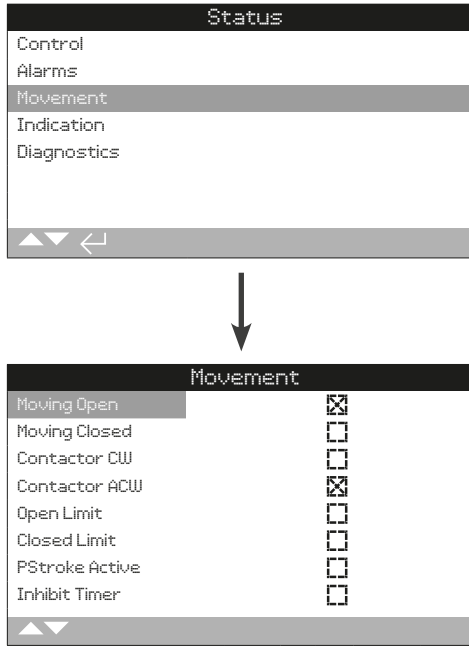 Status
Control
Alarms
Movement
Indication
Diagnostics
Movement
Moving Open
Moving Closed
Contactor CW
Contactor ACW
Open Limit
Closed Limit
PStroke Active
Inhibit Timer